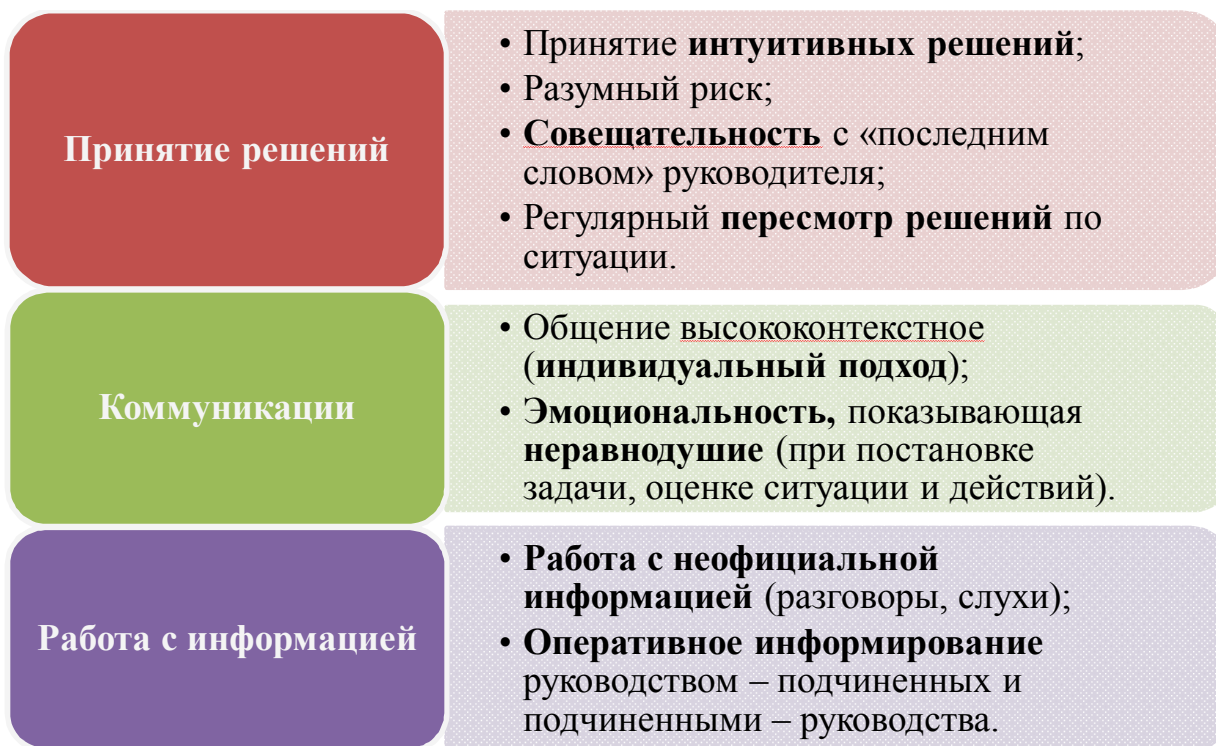 Принятие решений
• Принятие интуитивных решений;
• Разумный риск;
• Совещательность с «последним
словом» руководителя;
• Регулярный пересмотр решений по
ситуации.
Коммуникации
• Общение высококонтекстное
(индивидуальный подход);
• Эмоциональность, показывающая
неравнодушие (при постановке
задачи, оценке ситуации и действий).
Работа с информацией
• Работа с неофициальной
информацией (разговоры, слухи);
• Оперативное информирование
руководством – подчиненных и
подчиненными – руководства.